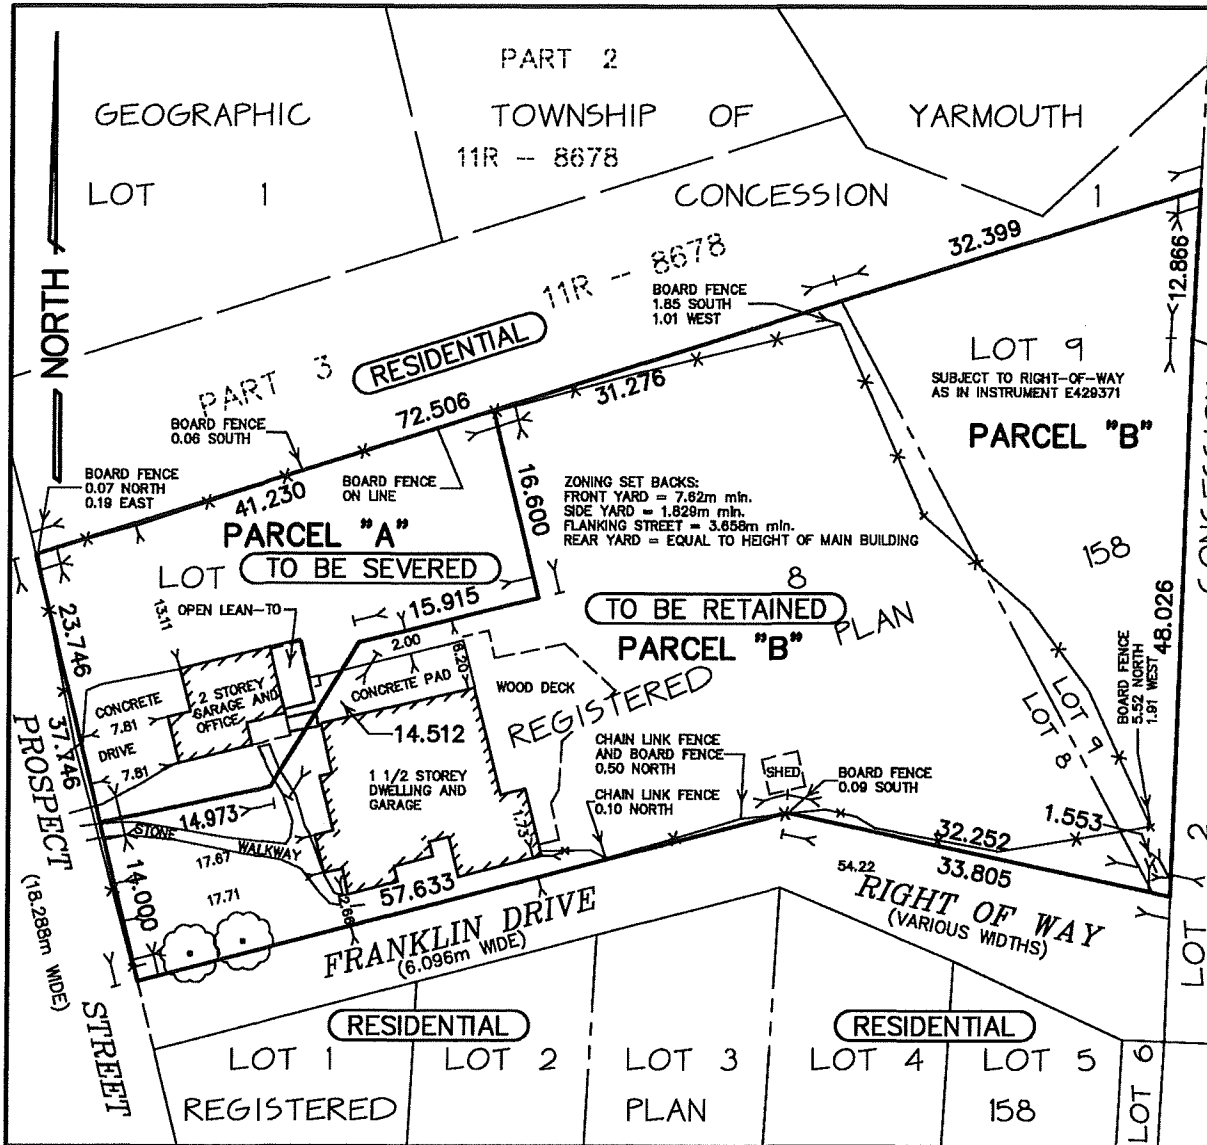 PART 2
GEOGRAPHIC TOWNSHIP OF YARMOUTH
11R -- 8678
LOT 1 CONCESSION 1
NORTH
32.399
12.866
11R -- 8678
BOARD FENCE
1.85 SOUTH
1.01 WEST
PART 3
RESIDENTIAL
LOT 9
SUBJECT TO RIGHT-OF-WAY
AS IN INSTRUMENT E429371
PARCEL "B"
72.506
31.276
BOARD FENCE
0.06 SOUTH
BOARD FENCE
ON LINE
BOARD FENCE
0.07 NORTH
0.19 EAST
41.230
16.600
ZONING SET BACKS:
FRONT YARD = 7.62m min.
SIDE YARD = 1.829m min.
FLANKING STREET = 3.658m min.
REAR YARD = EQUAL TO HEIGHT OF MAIN BUILDING
PARCEL "A"
LOT 8
TO BE SEVERED
158
CONCESSION
13.11
OPEN LEAN-TO
15.915
TO BE RETAINED
PARCEL "B"
PLAN
REGISTERED
23.746
37.746
2.00
6.20
CONCRETE PAD
WOOD DECK
2 STOREY
GARAGE AND
OFFICE
CONCRETE
DRIVE
7.81
7.81
14.512
48.026
BOARD FENCE
5.52 NORTH
1.91 WEST
LOT 9
LOT 8
1 1/2 STOREY
DWELLING AND
GARAGE
CHAIN LINK FENCE
AND BOARD FENCE
0.50 NORTH
CHAIN LINK FENCE
0.10 NORTH
SHED
BOARD FENCE
0.09 SOUTH
14.973
STONE WALKWAY
17.67
17.71
1.73
2.66
14.000
57.633
32.252
1.553
33.805
54.22
RIGHT OF WAY
(VARIOUS WIDTHS)
FRANKLIN DRIVE
(6.096m WIDE)
PROSPECT STREET
(18.288m WIDE)
LOT 2
RESIDENTIAL
RESIDENTIAL
LOT 1
LOT 2
LOT 3
LOT 4
LOT 5
LOT 6
REGISTERED PLAN 158